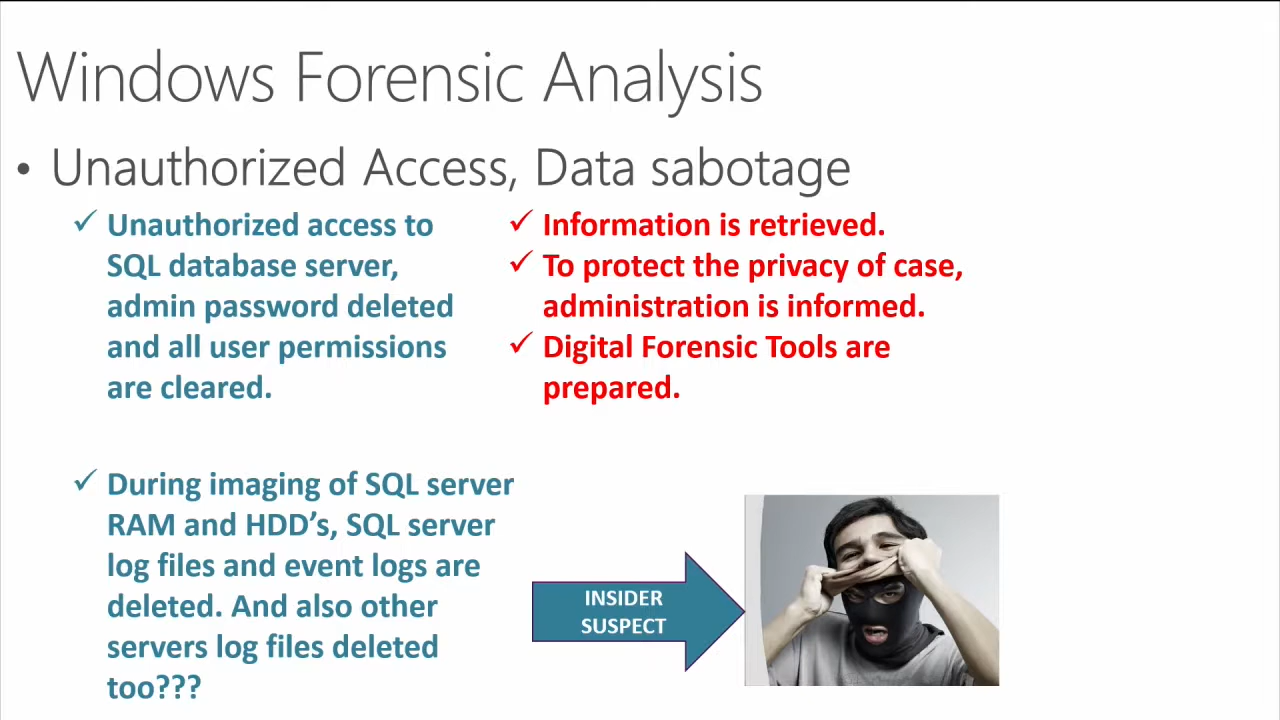 Windows Forensic Analysis
• Unauthorized Access, Data sabotage
✓ Unauthorized access to
SQL database server,
admin password deleted
and all user permissions
are cleared.
✓ Information is retrieved.
✓ To protect the privacy of case,
administration is informed.
✓ Digital Forensic Tools are
prepared.
✓ During imaging of SQL server
RAM and HDD’s, SQL server
log files and event logs are
deleted. And also other
servers log files deleted
too???
INSIDER
SUSPECT